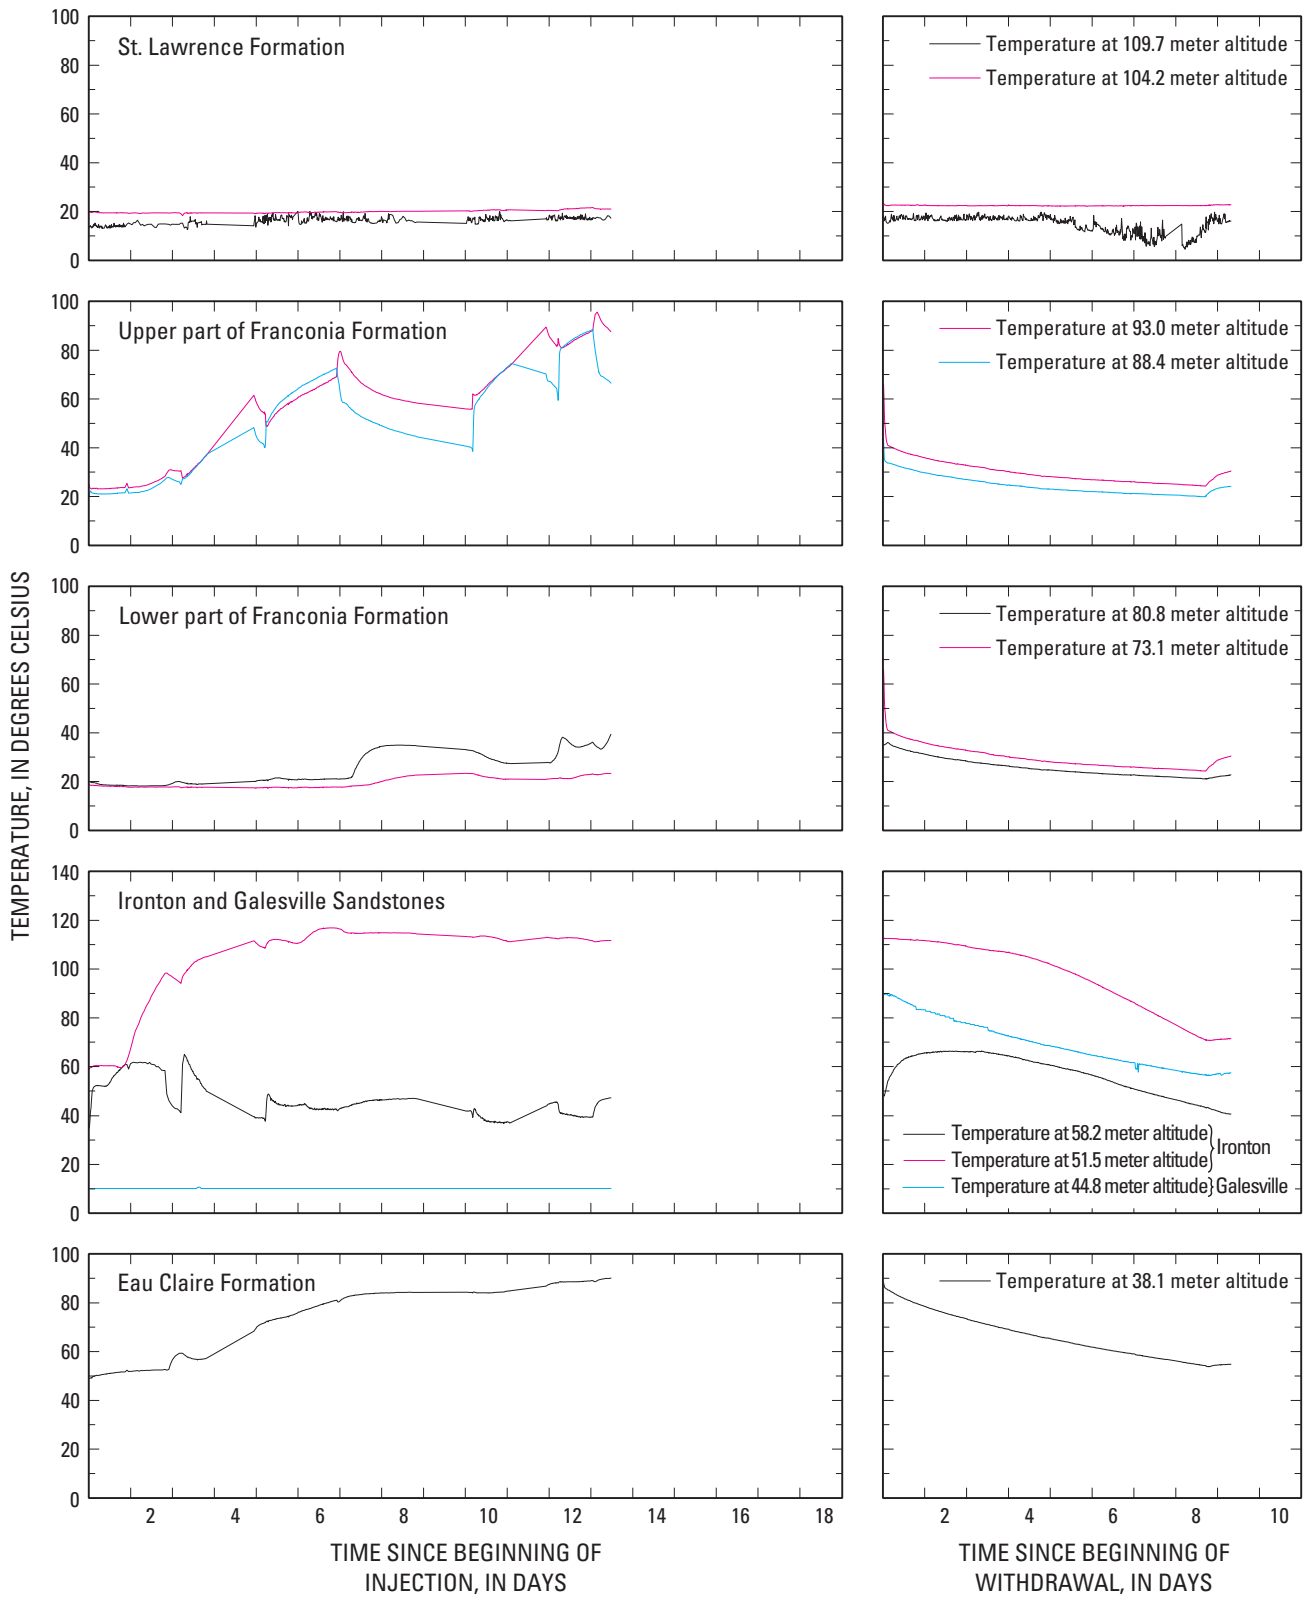 100
80
60
40
20
0
St. Lawrence Formation
Temperature at 109.7 meter altitude
Temperature at 104.2 meter altitude
100
80
60
40
20
0
Upper part of Franconia Formation
Temperature at 93.0 meter altitude
Temperature at 88.4 meter altitude
TEMPERATURE, IN DEGREES CELSIUS
100
80
60
40
20
0
Lower part of Franconia Formation
Temperature at 80.8 meter altitude
Temperature at 73.1 meter altitude
140
120
100
80
60
40
20
0
Ironton and Galesville Sandstones
Temperature at 58.2 meter altitude
Temperature at 51.5 meter altitude } Ironton
Temperature at 44.8 meter altitude } Galesville
100
80
60
40
20
0
Eau Claire Formation
Temperature at 38.1 meter altitude
2 4 6 8 10 12 14 16 18
2 4 6 8 10
TIME SINCE BEGINNING OF
INJECTION, IN DAYS
TIME SINCE BEGINNING OF
WITHDRAWAL, IN DAYS